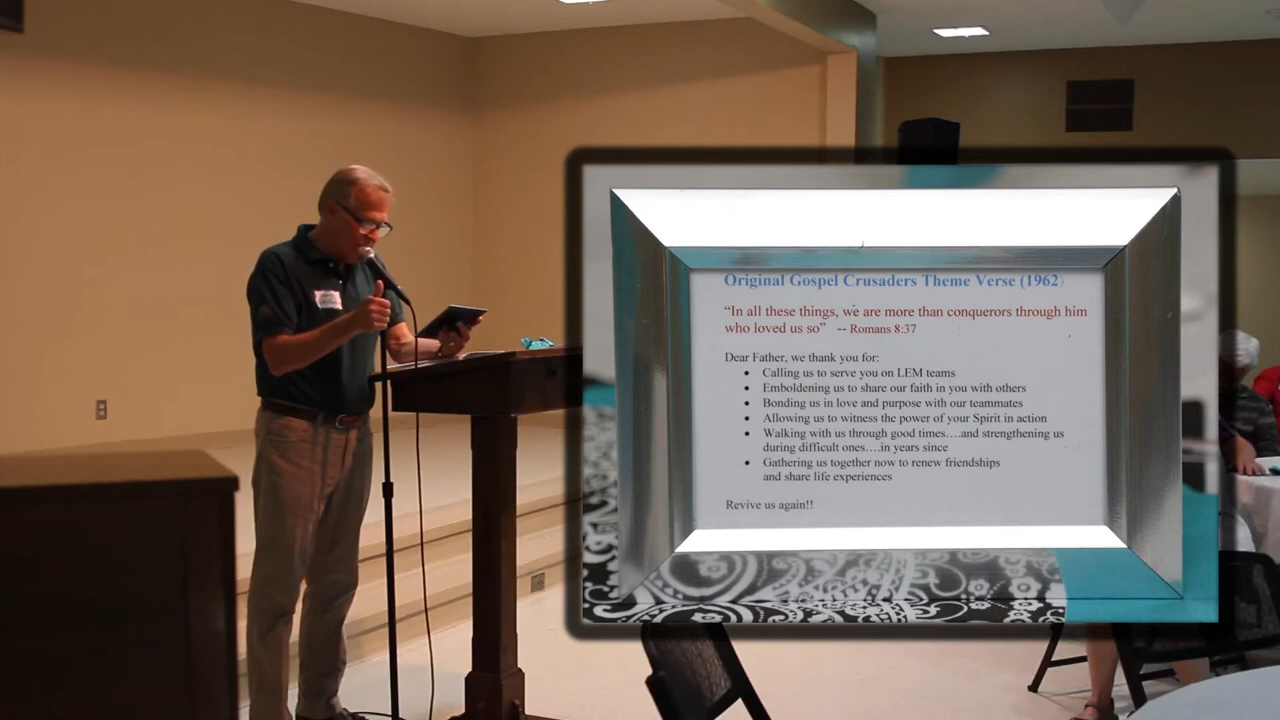 Original Gospel Crusaders Theme Verse (1962)
“In all these things, we are more than conquerors through him
who loved us so”   -- Romans 8:37
Dear Father, we thank you for:
• Calling us to serve you on LEM teams
• Emboldening us to share our faith in you with others
• Bonding us in love and purpose with our teammates
• Allowing us to witness the power of your Spirit in action
• Walking with us through good times….and strengthening us
during difficult ones….in years since
• Gathering us together now to renew friendships
and share life experiences
Revive us again!!